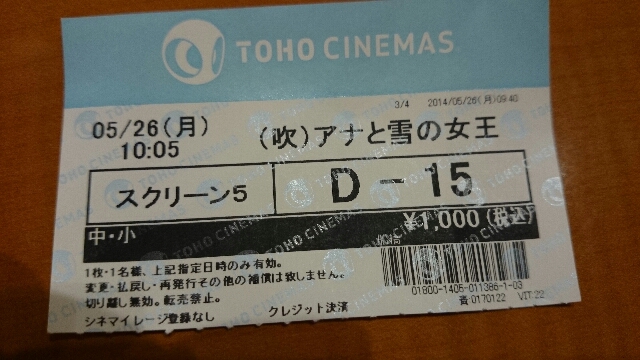 TOHO CINEMAS
3/4 2014/05/26(月)09:40
05/26(月) (吹)アナと雪の女王
10:05
スクリーン5 D-15
中・小 ¥1,000(税込)
1枚・1名様、上記指定日時のみ有効。
変更・払戻し・再発行その他の補償は致しません。
切り離し無効。転売禁止。
シネマイレージ登録なし クレジット決済
01800-1405-011386-1-03
斎:0170122 VIT.22